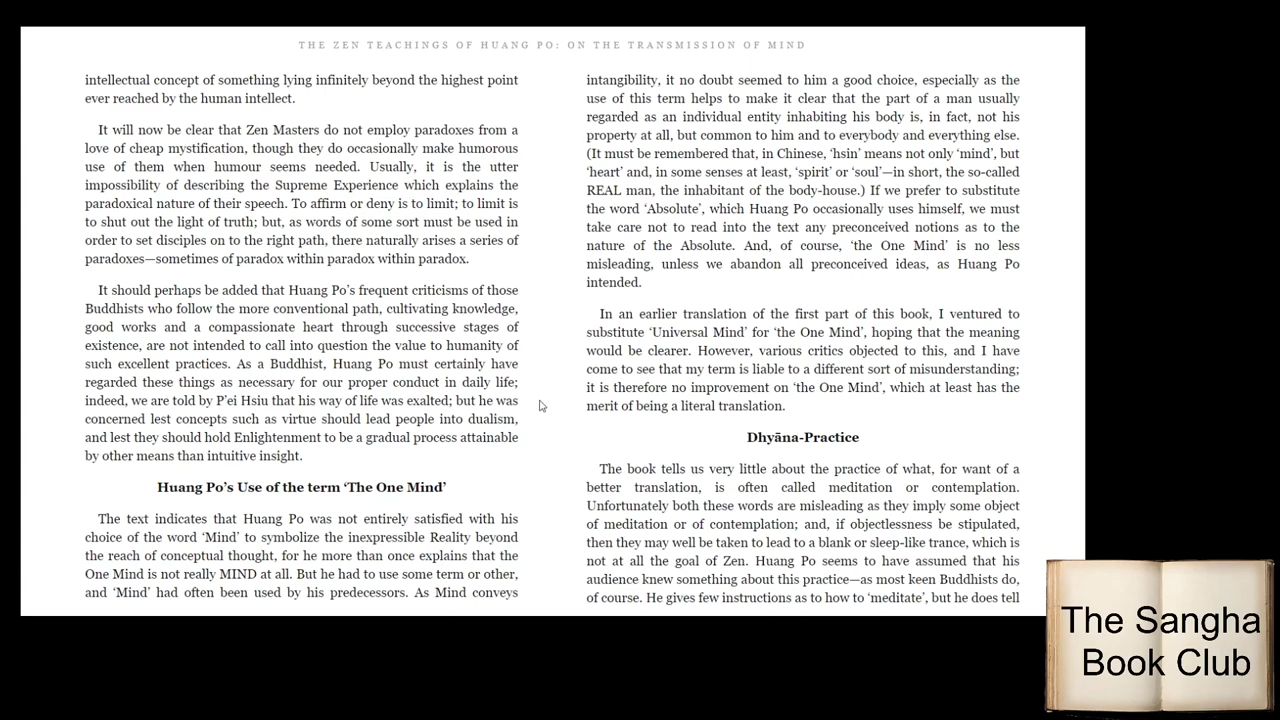 THE ZEN TEACHINGS OF HUANG PO: ON THE TRANSMISSION OF MIND
intellectual concept of something lying infinitely beyond the highest point
ever reached by the human intellect.
It will now be clear that Zen Masters do not employ paradoxes from a
love of cheap mystification, though they do occasionally make humorous
use of them when humour seems needed. Usually, it is the utter
impossibility of describing the Supreme Experience which explains the
paradoxical nature of their speech. To affirm or deny is to limit; to limit is
to shut out the light of truth; but, as words of some sort must be used in
order to set disciples on to the right path, there naturally arises a series of
paradoxes—sometimes of paradox within paradox within paradox.
It should perhaps be added that Huang Po’s frequent criticisms of those
Buddhists who follow the more conventional path, cultivating knowledge,
good works and a compassionate heart through successive stages of
existence, are not intended to call into question the value to humanity of
such excellent practices. As a Buddhist, Huang Po must certainly have
regarded these things as necessary for our proper conduct in daily life;
indeed, we are told by P’ei Hsiu that his way of life was exalted; but he was
concerned lest concepts such as virtue should lead people into dualism,
and lest they should hold Enlightenment to be a gradual process attainable
by other means than intuitive insight.
Huang Po’s Use of the term ‘The One Mind’
The text indicates that Huang Po was not entirely satisfied with his
choice of the word ‘Mind’ to symbolize the inexpressible Reality beyond
the reach of conceptual thought, for he more than once explains that the
One Mind is not really MIND at all. But he had to use some term or other,
and ‘Mind’ had often been used by his predecessors. As Mind conveys
intangibility, it no doubt seemed to him a good choice, especially as the
use of this term helps to make it clear that the part of a man usually
regarded as an individual entity inhabiting his body is, in fact, not his
property at all, but common to him and to everybody and everything else.
(It must be remembered that, in Chinese, ‘hsin’ means not only ‘mind’, but
‘heart’ and, in some senses at least, ‘spirit’ or ‘soul’—in short, the so-called
REAL man, the inhabitant of the body-house.) If we prefer to substitute
the word ‘Absolute’, which Huang Po occasionally uses himself, we must
take care not to read into the text any preconceived notions as to the
nature of the Absolute. And, of course, ‘the One Mind’ is no less
misleading, unless we abandon all preconceived ideas, as Huang Po
intended.
In an earlier translation of the first part of this book, I ventured to
substitute ‘Universal Mind’ for ‘the One Mind’, hoping that the meaning
would be clearer. However, various critics objected to this, and I have
come to see that my term is liable to a different sort of misunderstanding;
it is therefore no improvement on ‘the One Mind’, which at least has the
merit of being a literal translation.
Dhyāna-Practice
The book tells us very little about the practice of what, for want of a
better translation, is often called meditation or contemplation.
Unfortunately both these words are misleading as they imply some object
of meditation or of contemplation; and, if objectlessness be stipulated,
then they may well be taken to lead to a blank or sleep-like trance, which is
not at all the goal of Zen. Huang Po seems to have assumed that his
audience knew something about this practice—as most keen Buddhists do,
of course. He gives few instructions as to how to ‘meditate’, but he does tell
The Sangha
Book Club